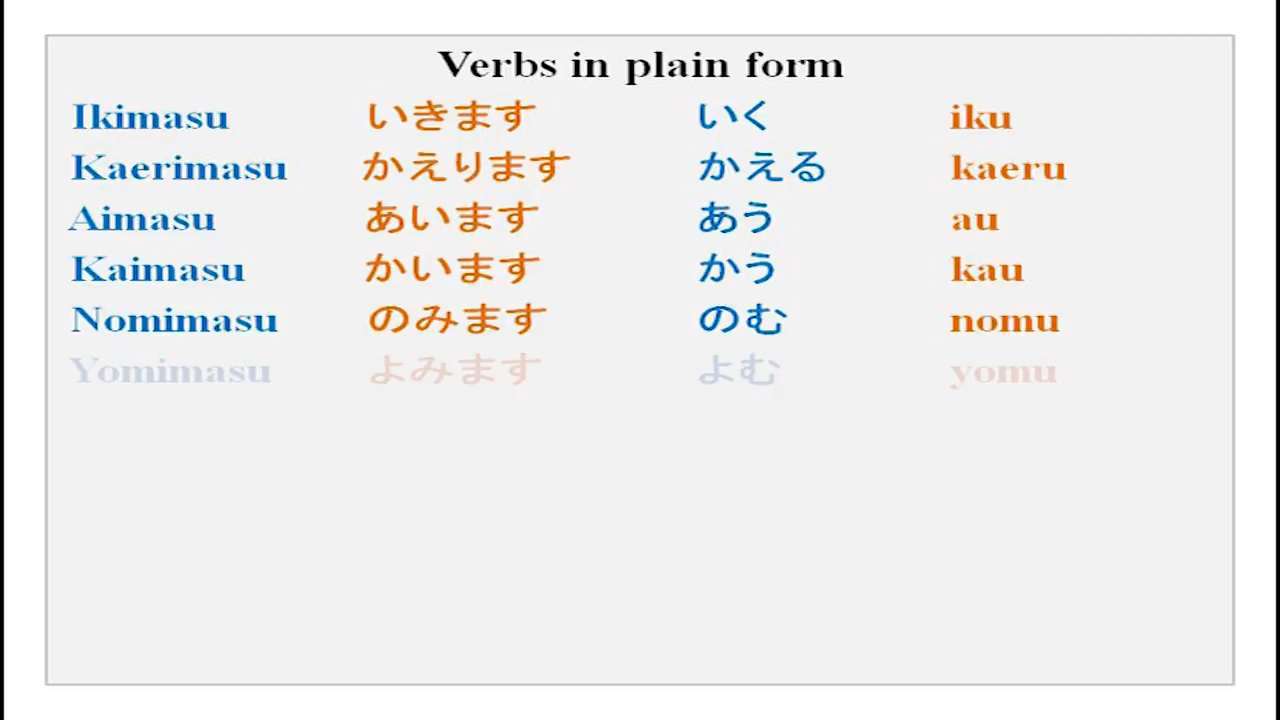 Verbs in plain form
Ikimasu いきます いく iku
Kaerimasu かえります かえる kaeru
Aimasu あいます あう au
Kaimasu かいます かう kau
Nomimasu のみます のむ nomu
Yomimasu よみます よむ yomu